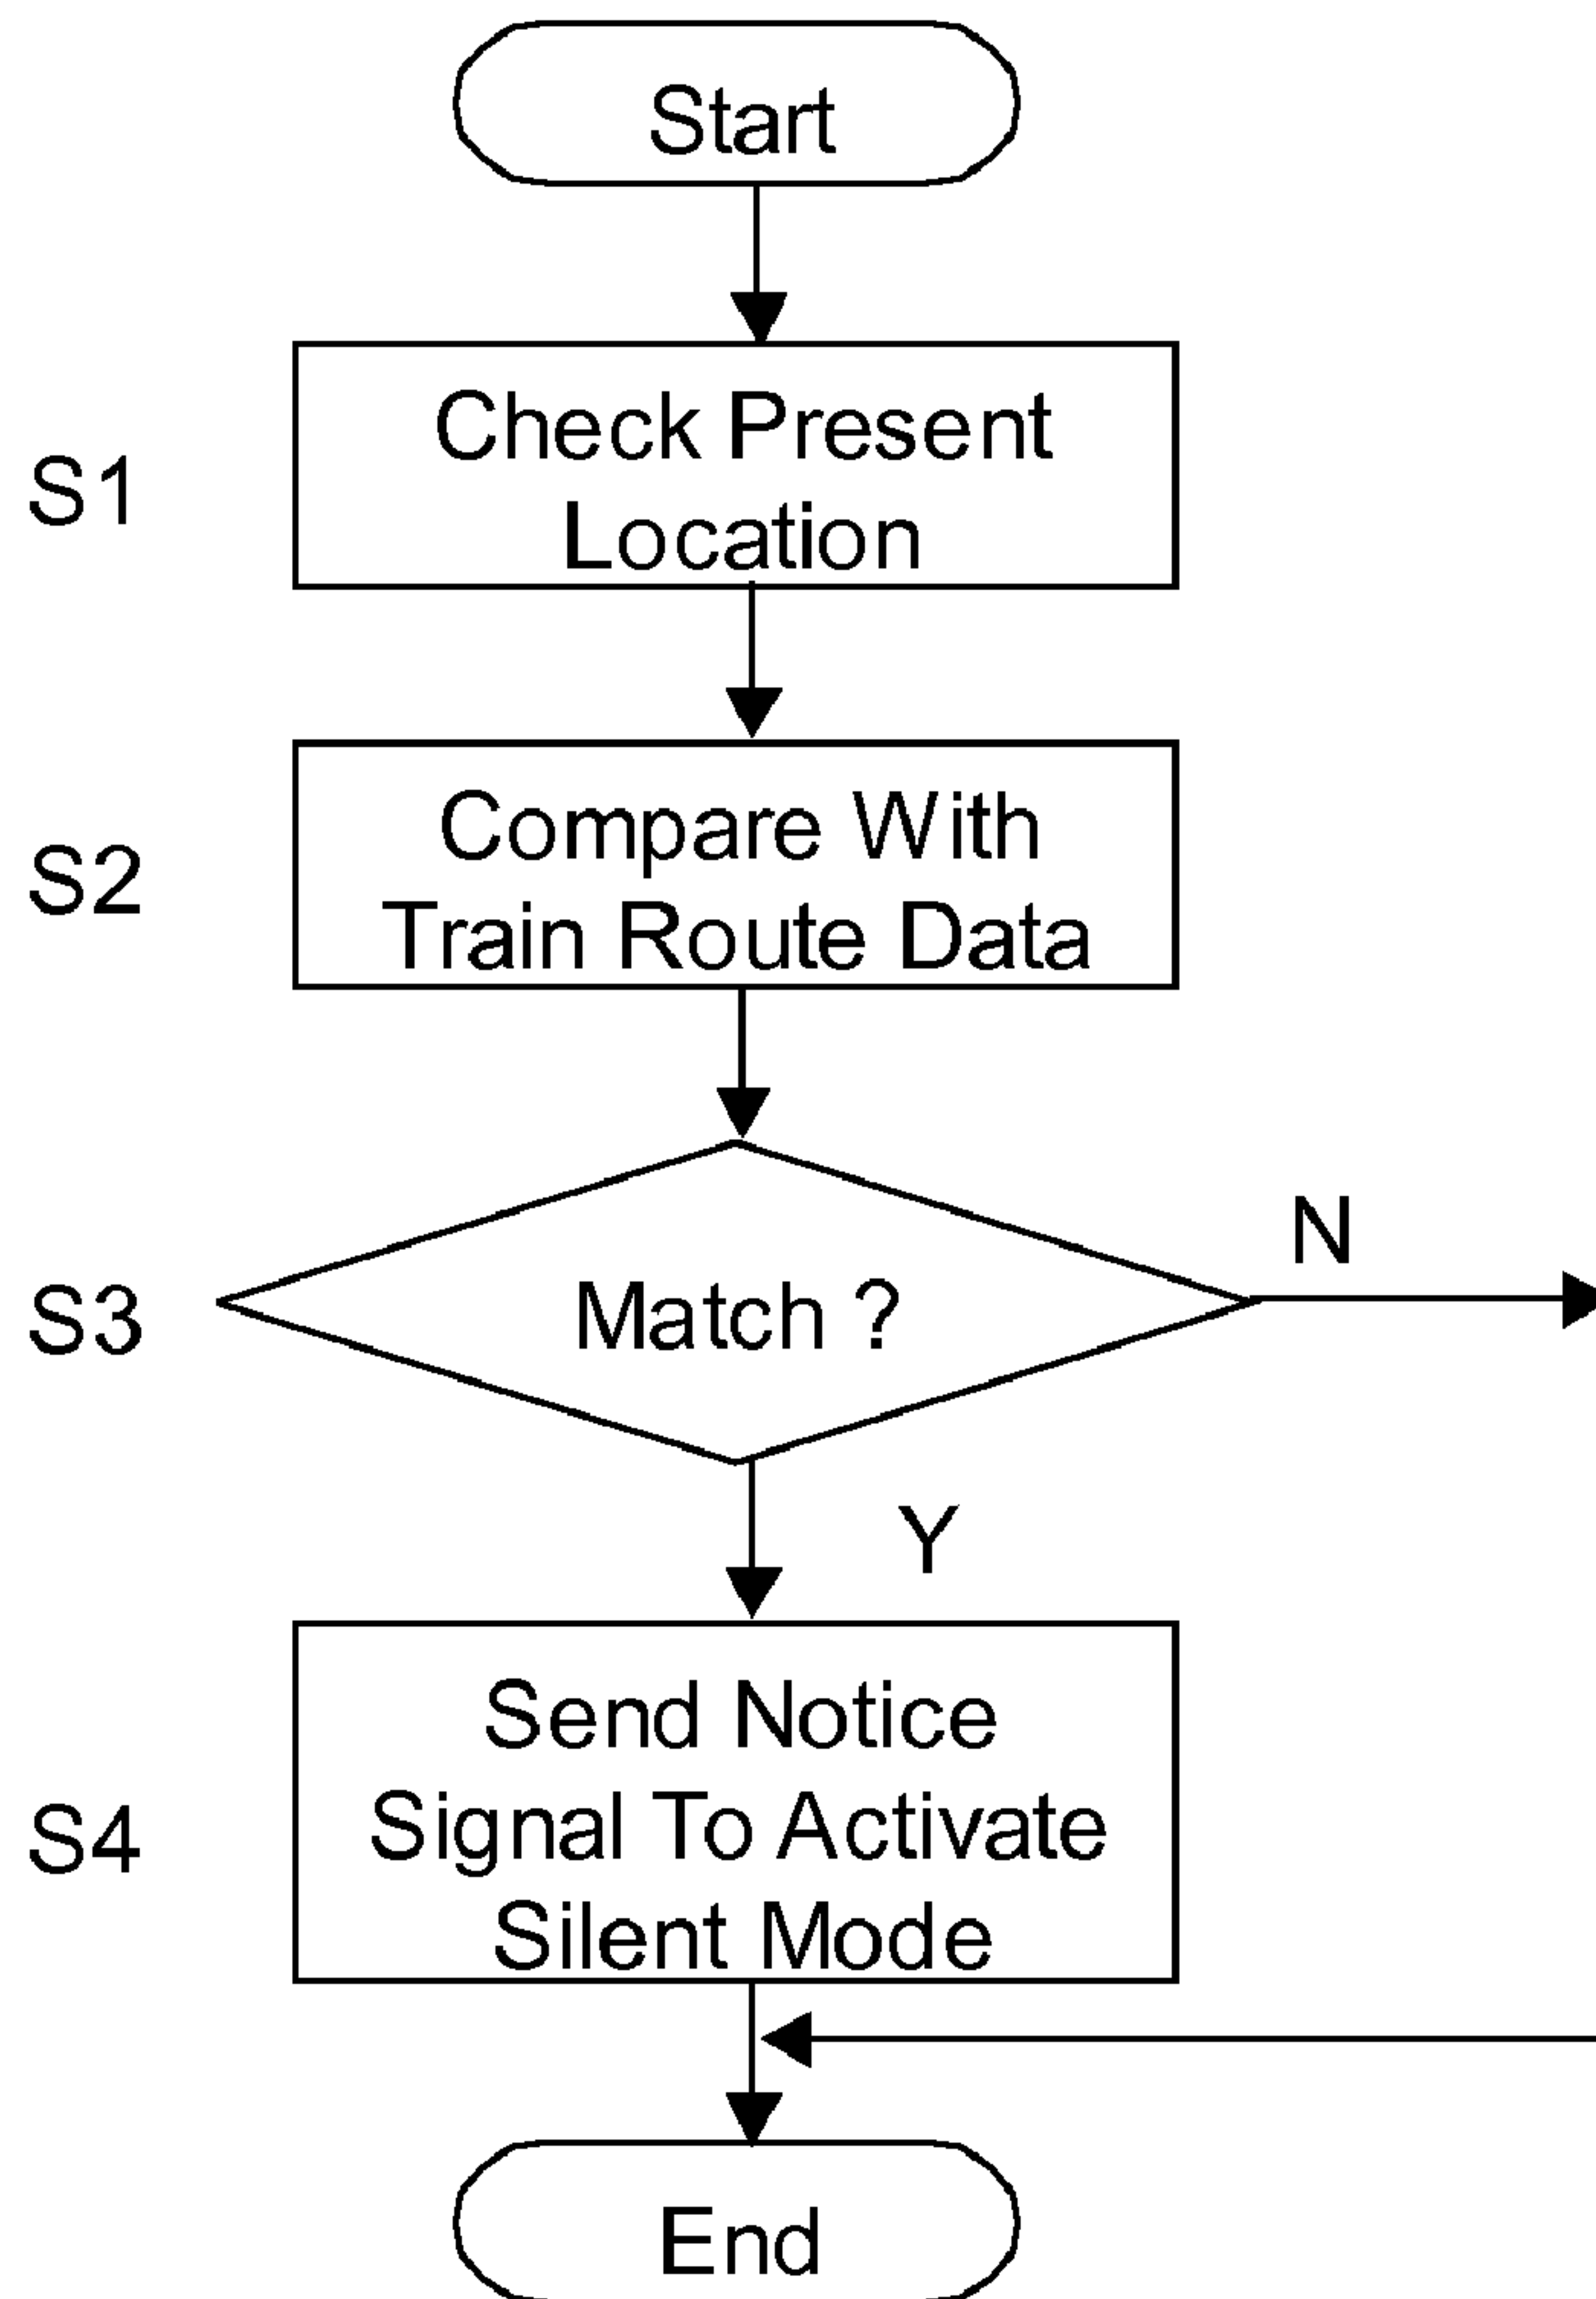 Start
S1
Check Present
Location
S2
Compare With
Train Route Data
S3
Match ?
N
Y
S4
Send Notice
Signal To Activate
Silent Mode
End